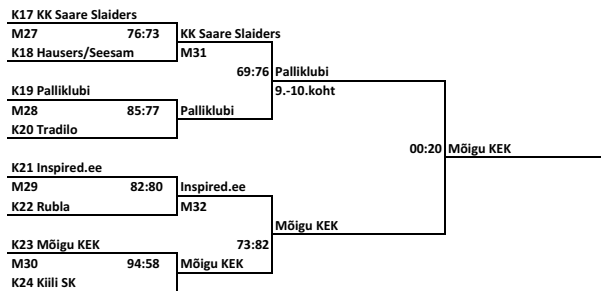 K17 KK Saare Slaiders
M27 76:73 KK Saare Slaiders
K18 Hausers/Seesam M31
69:76 Palliklubi
K19 Palliklubi 9.-10.koht
M28 85:77 Palliklubi
K20 Tradilo
00:20 Mõigu KEK
K21 Inspired.ee
M29 82:80 Inspired.ee
K22 Rubla M32
Mõigu KEK
K23 Mõigu KEK 73:82
M30 94:58 Mõigu KEK
K24 Kiili SK